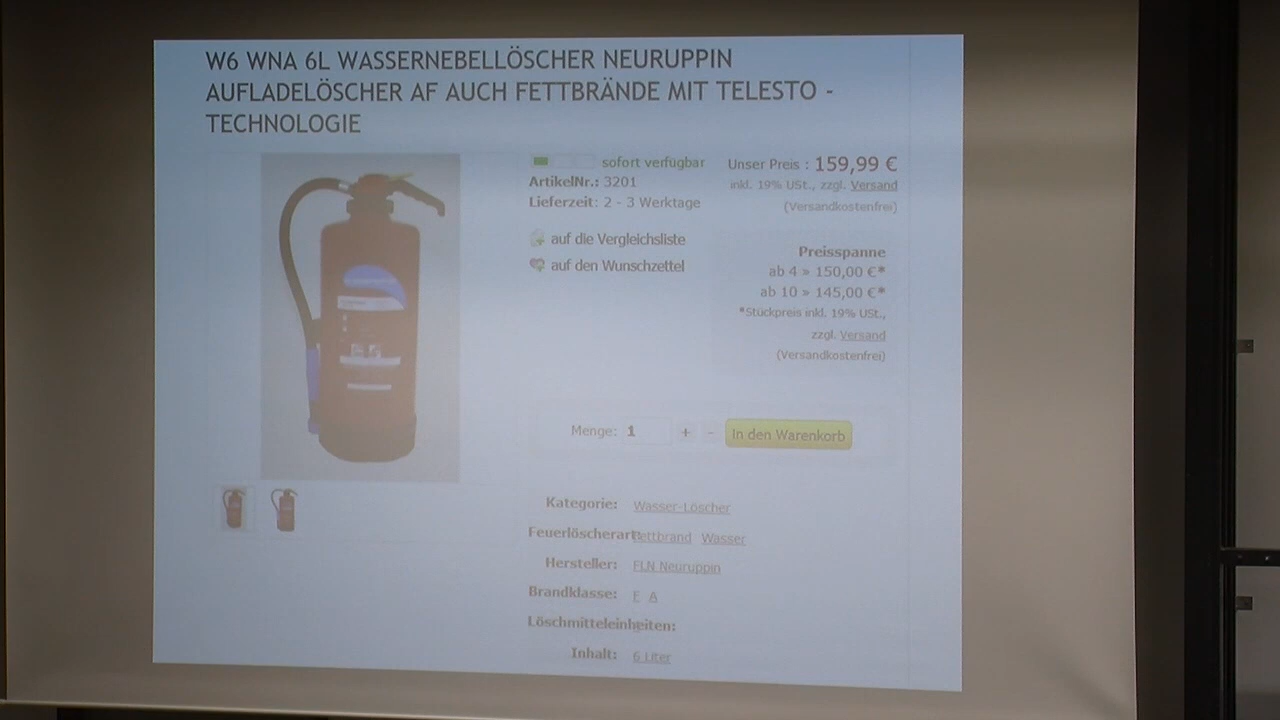 W6 WNA 6L WASSERNEBELLÖSCHER NEURUPPIN
AUFLADELÖSCHER AF AUCH FETTBRÄNDE MIT TELESTO -
TECHNOLOGIE
sofort verfügbar
ArtikelNr.: 3201
Lieferzeit: 2 - 3 Werktage
auf die Vergleichsliste
auf den Wunschzettel
Unser Preis : 159,99 €
inkl. 19% USt., zzgl. Versand
(Versandkostenfrei)
Preisspanne
ab 4 » 150,00 €*
ab 10 » 145,00 €*
*Stückpreis inkl. 19% USt.,
zzgl. Versand
(Versandkostenfrei)
Menge: 1 + - In den Warenkorb
Kategorie: Wasser-Löscher
Feuerlöscherart: Fettbrand Wasser
Hersteller: FLN Neuruppin
Brandklasse: F A
Löschmitteleinheiten:
Inhalt: 6 Liter